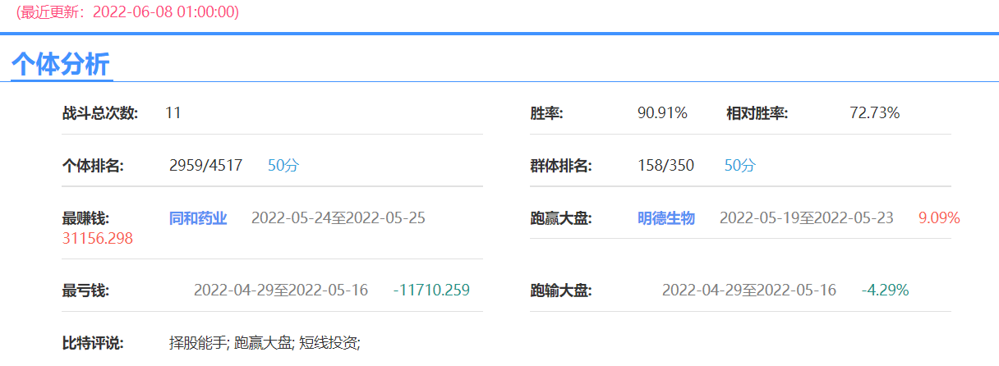 (最近更新：2022-06-08 01:00:00)
个体分析
战斗总次数: 11 胜率: 90.91% 相对胜率: 72.73%
个体排名: 2959/4517 50分 群体排名: 158/350 50分
最赚钱: 同和药业 2022-05-24至2022-05-25 跑赢大盘: 明德生物 2022-05-19至2022-05-23 9.09%
31156.298
最亏钱: 2022-04-29至2022-05-16 -11710.259 跑输大盘: 2022-04-29至2022-05-16 -4.29%
比特评说: 择股能手; 跑赢大盘; 短线投资;